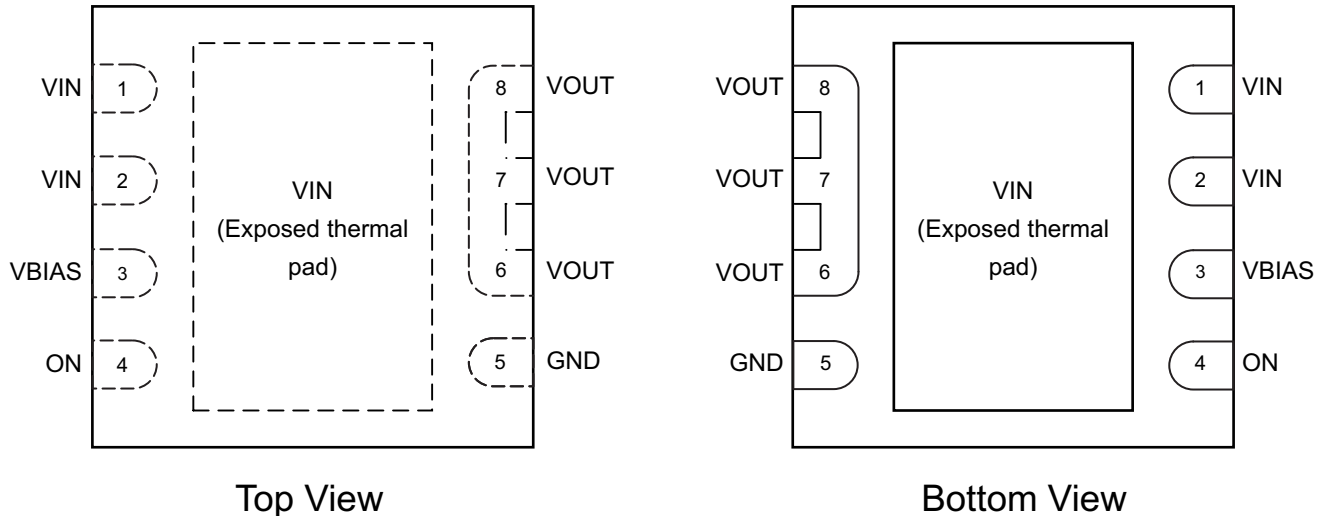 VIN 1 8 VOUT
VIN 2 7 VOUT
VIN
(Exposed thermal
pad)
VBIAS 3 6 VOUT
ON 4 5 GND
Top View
VOUT 8 1 VIN
VOUT 7 2 VIN
VIN
(Exposed thermal
pad)
VOUT 6 3 VBIAS
GND 5 4 ON
Bottom View